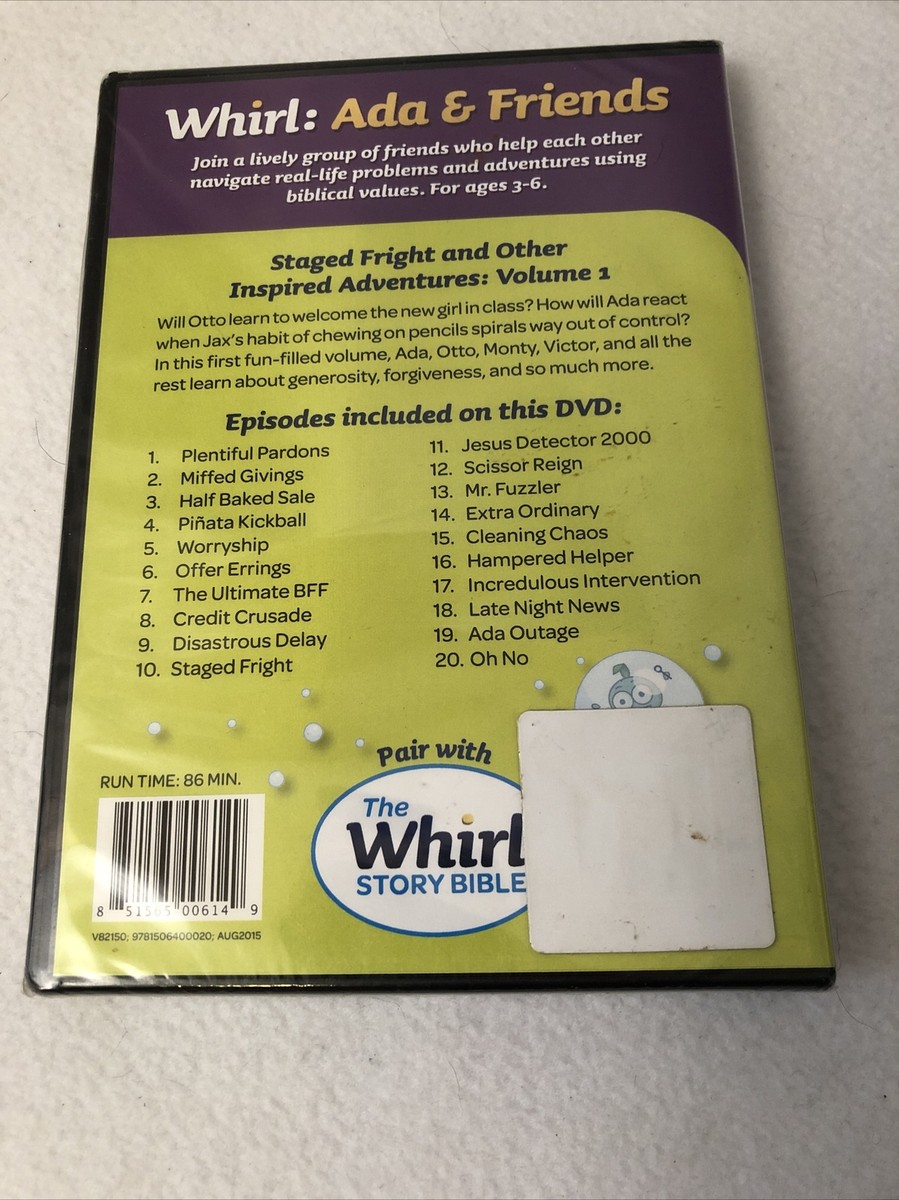 Whirl: Ada & Friends
Join a lively group of friends who help each other
navigate real-life problems and adventures using
biblical values. For ages 3-6.
Staged Fright and Other
Inspired Adventures: Volume 1
Will Otto learn to welcome the new girl in class? How will Ada react
when Jax's habit of chewing on pencils spirals way out of control?
In this first fun-filled volume, Ada, Otto, Monty, Victor, and all the
rest learn about generosity, forgiveness, and so much more.
Episodes included on this DVD:
1. Plentiful Pardons
2. Miffed Givings
3. Half Baked Sale
4. Piñata Kickball
5. Worryship
6. Offer Errings
7. The Ultimate BFF
8. Credit Crusade
9. Disastrous Delay
10. Staged Fright
11. Jesus Detector 2000
12. Scissor Reign
13. Mr. Fuzzler
14. Extra Ordinary
15. Cleaning Chaos
16. Hampered Helper
17. Incredulous Intervention
18. Late Night News
19. Ada Outage
20. Oh No
Pair with
The
Whirl
STORY BIBLE
RUN TIME: 86 MIN.
8 51565 00614 9
V82150; 9781506400020; AUG2015